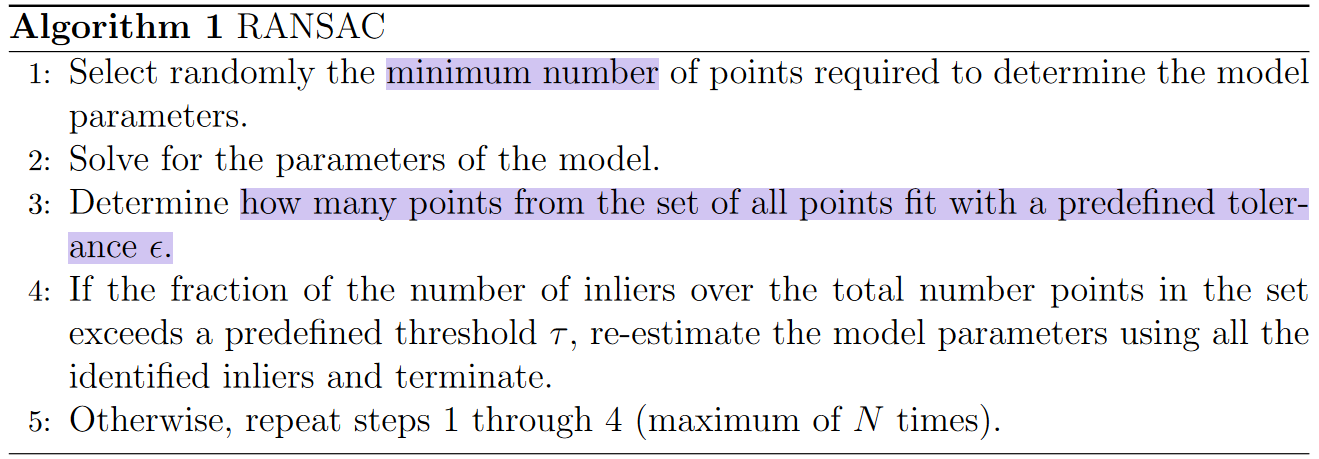 Algorithm 1 RANSAC
1: Select randomly the minimum number of points required to determine the model
parameters.
2: Solve for the parameters of the model.
3: Determine how many points from the set of all points fit with a predefined toler-
ance ϵ.
4: If the fraction of the number of inliers over the total number points in the set
exceeds a predefined threshold τ, re-estimate the model parameters using all the
identified inliers and terminate.
5: Otherwise, repeat steps 1 through 4 (maximum of N times).